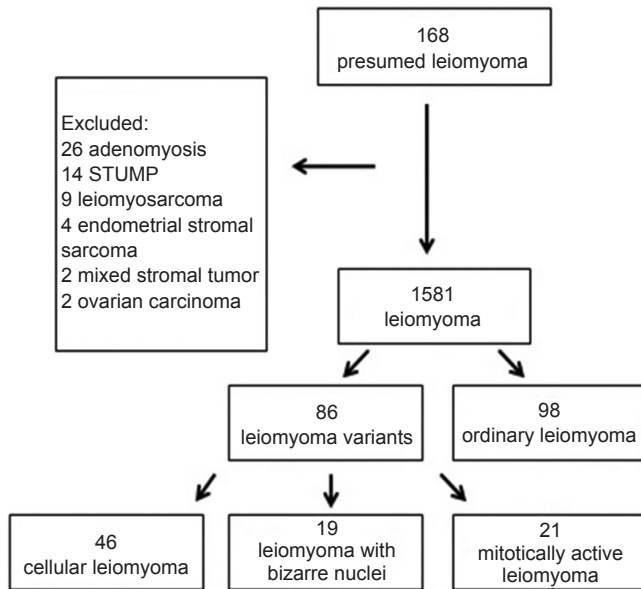 168
presumed leiomyoma
Excluded:
26 adenomyosis
14 STUMP
9 leiomyosarcoma
4 endometrial stromal
sarcoma
2 mixed stromal tumor
2 ovarian carcinoma
1581
leiomyoma
86
leiomyoma variants
98
ordinary leiomyoma
46
cellular leiomyoma
19
leiomyoma with
bizarre nuclei
21
mitotically active
leiomyoma